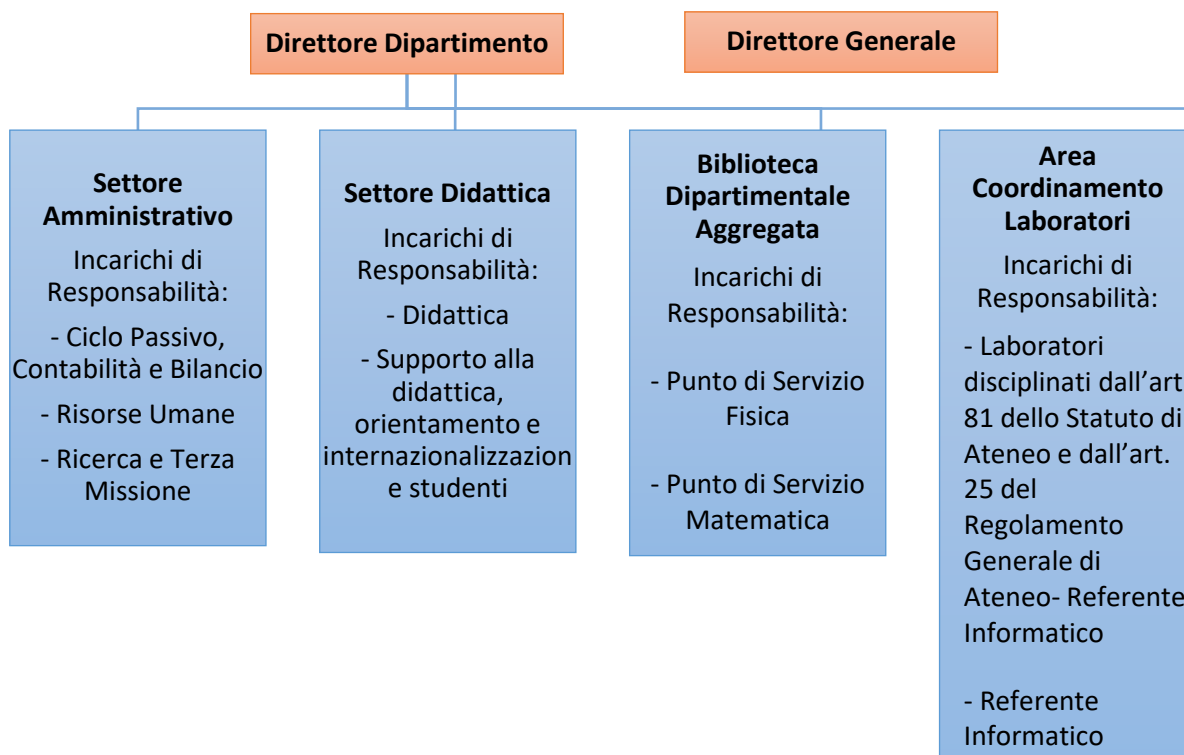 Direttore Dipartimento
Direttore Generale
Settore
Amministrativo
Incarichi di
Responsabilità:
- Ciclo Passivo,
Contabilità e Bilancio
- Risorse Umane
- Ricerca e Terza
Missione
Settore Didattica
Incarichi di
Responsabilità:
- Didattica
- Supporto alla
didattica,
orientamento e
internazionalizzazion
e studenti
Biblioteca
Dipartimentale
Aggregata
Incarichi di
Responsabilità:
- Punto di Servizio
Fisica
- Punto di Servizio
Matematica
Area
Coordinamento
Laboratori
Incarichi di
Responsabilità:
- Laboratori
disciplinati dall’art
81 dello Statuto di
Ateneo e dall’art.
25 del
Regolamento
Generale di
Ateneo- Referente
Informatico
- Referente
Informatico